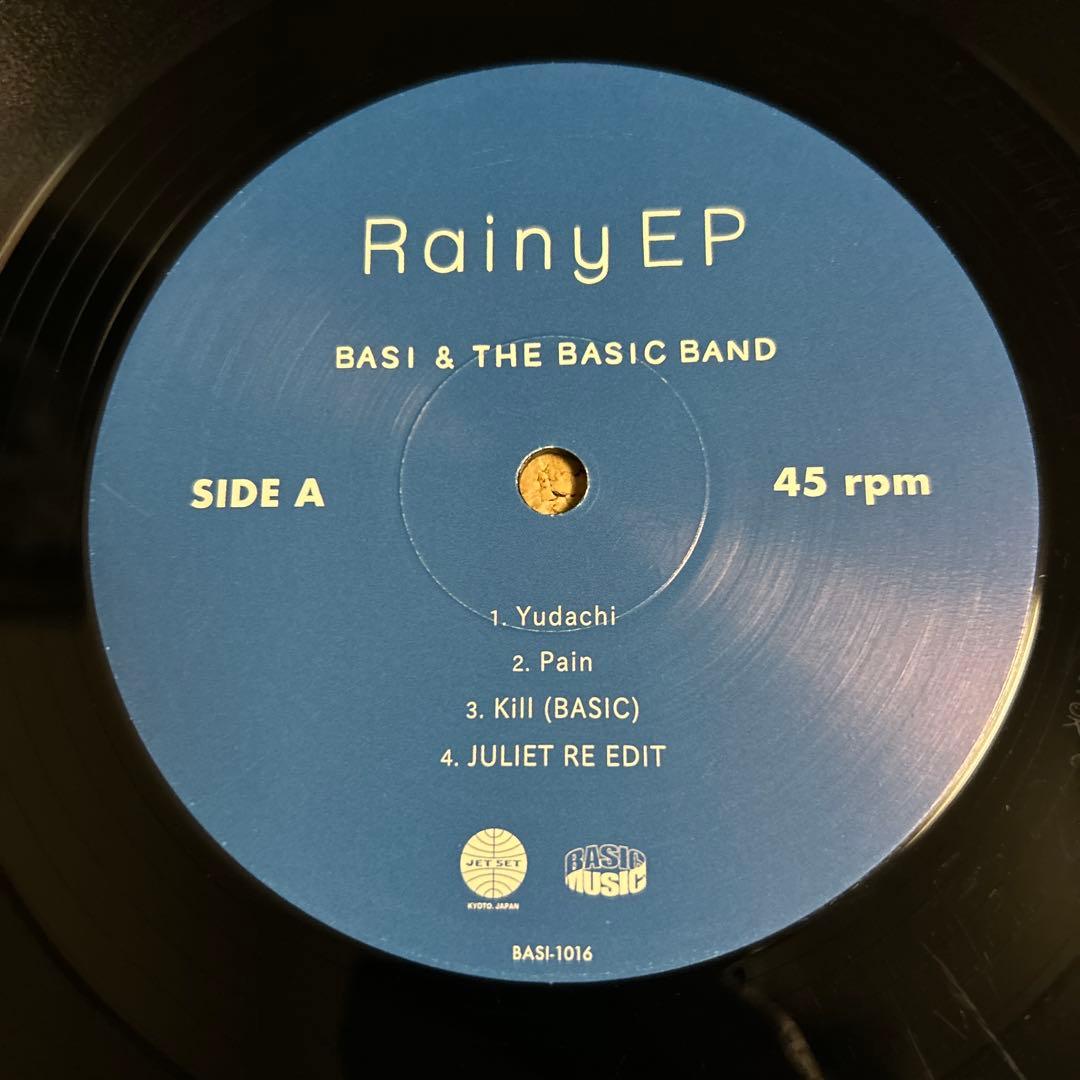 Rainy EP
BASI & THE BASIC BAND
SIDE A
45 rpm
1. Yudachi
2. Pain
3. Kill (BASIC)
4. JULIET RE EDIT
JET SET
KYOTO, JAPAN
BASIC
MUSIC
BASI-1016